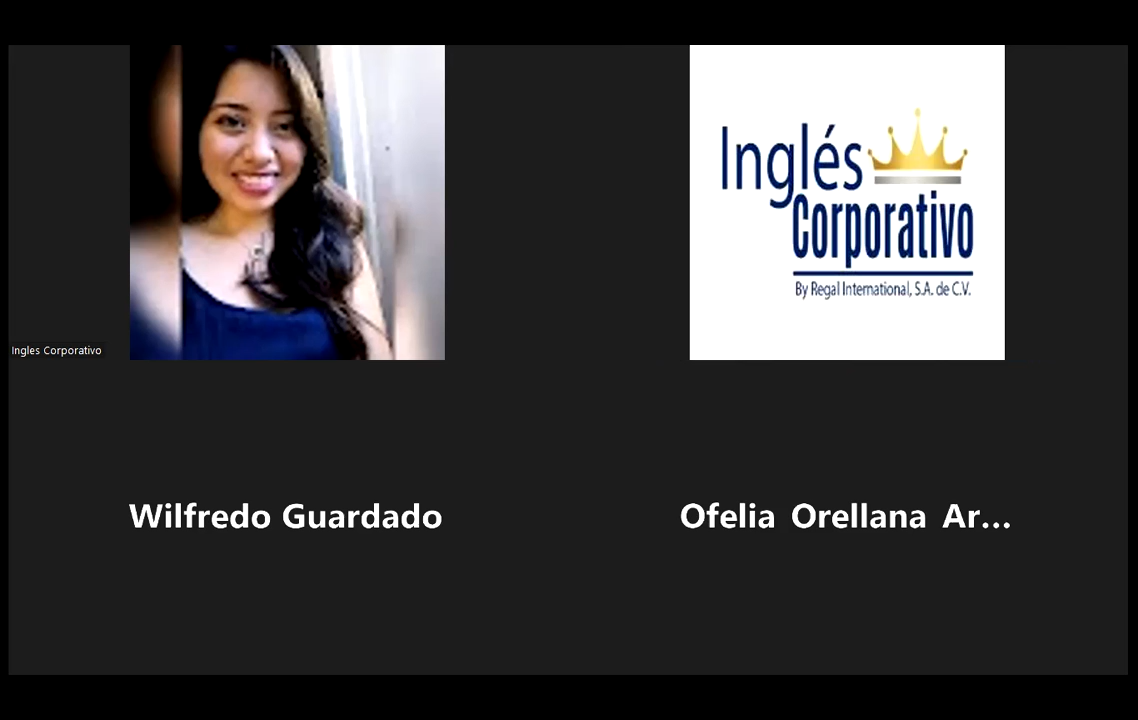 Inglés
Corporativo
By Regal International, S.A. de C.V.
Ingles Corporativo
Wilfredo Guardado
Ofelia Orellana Ar...